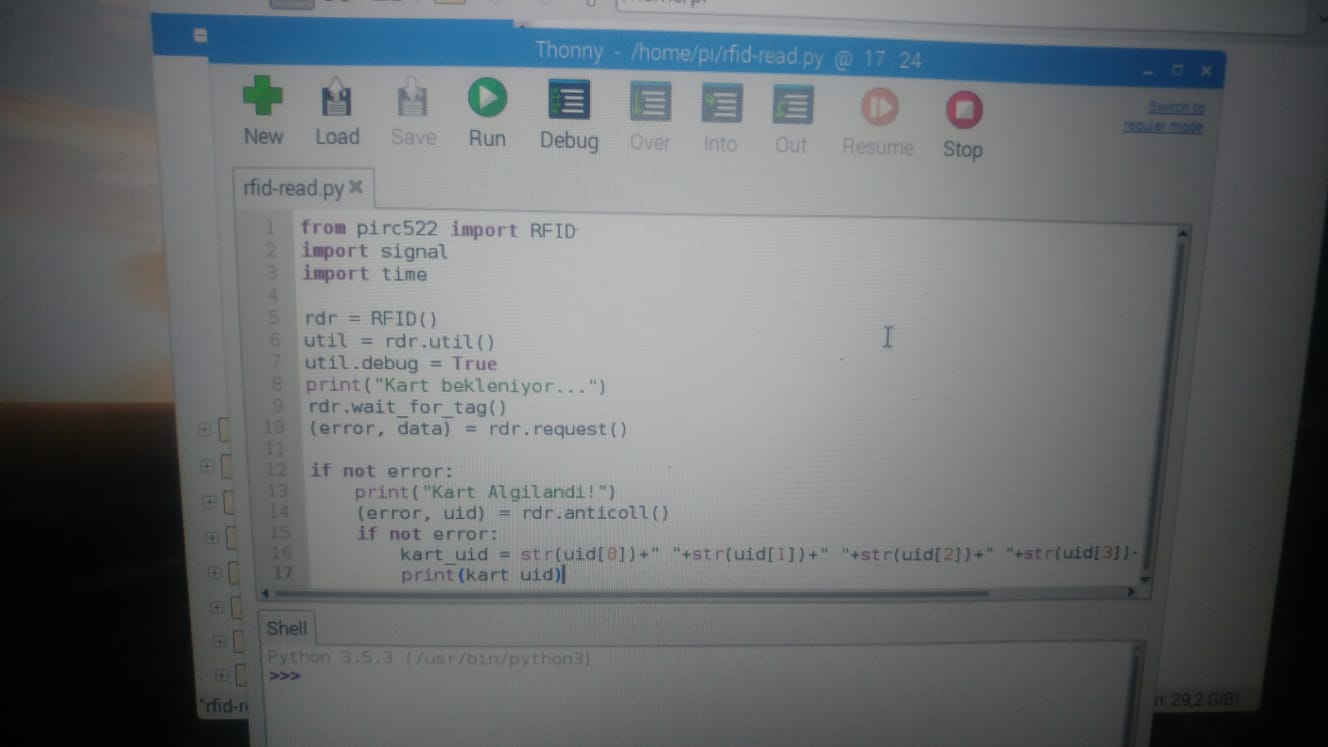 Thonny - /home/pi/rfid-read.py @ 17 : 24
New Load Save Run Debug Over Into Out Resume Stop
Switch to
regular mode
rfid-read.py
1 from pirc522 import RFID
2 import signal
3 import time
4
5 rdr = RFID()
6 util = rdr.util()
7 util.debug = True
8 print("Kart bekleniyor...")
9 rdr.wait_for_tag()
10 (error, data) = rdr.request()
11
12 if not error:
13     print("Kart Algilandi!")
14     (error, uid) = rdr.anticoll()
15     if not error:
16         kart_uid = str(uid[0])+" "+str(uid[1])+" "+str(uid[2])+" "+str(uid[3])
17         print(kart_uid)
Shell
Python 3.5.3 (/usr/bin/python3)
>>>
"rfid-r
n: 29,2 GiB)